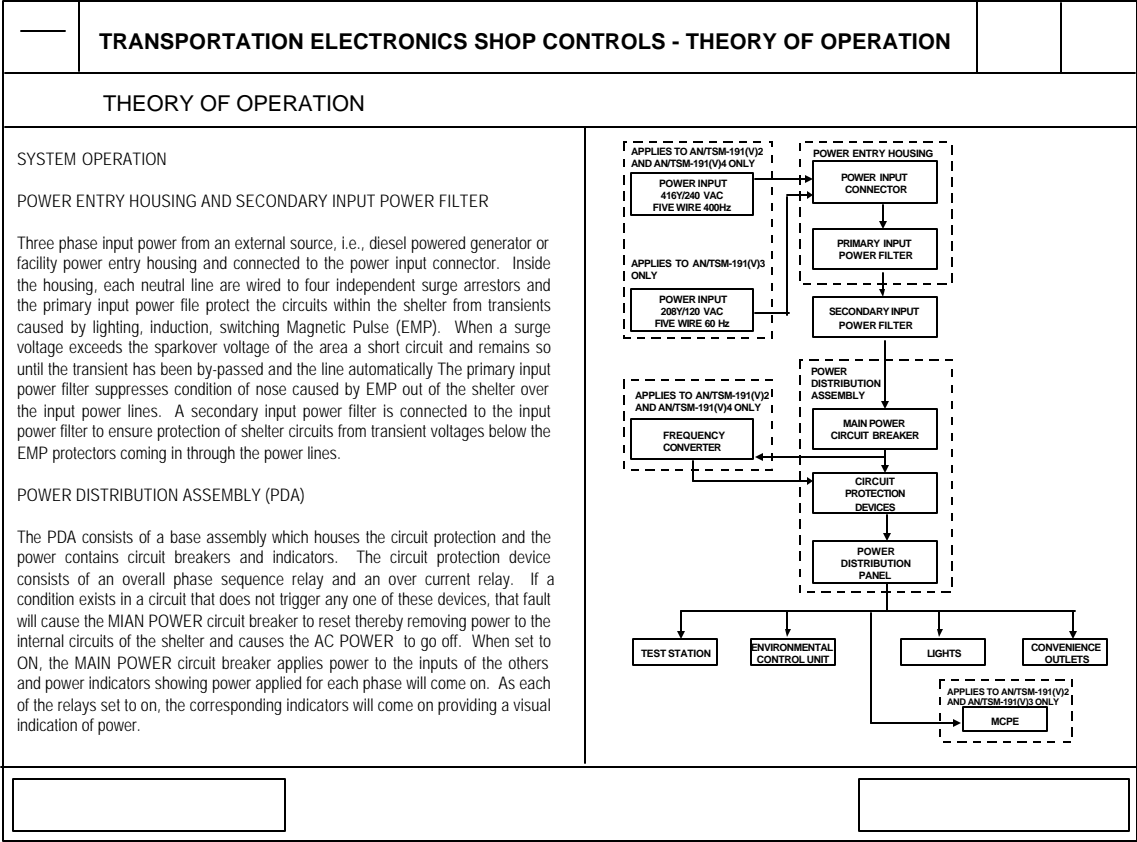 TRANSPORTATION ELECTRONICS SHOP CONTROLS - THEORY OF OPERATION
THEORY OF OPERATION
SYSTEM OPERATION
POWER ENTRY HOUSING AND SECONDARY INPUT POWER FILTER
Three phase input power from an external source, i.e., diesel powered generator or
facility power entry housing and connected to the power input connector. Inside
the housing, each neutral line are wired to four independent surge arrestors and
the primary input power file protect the circuits within the shelter from transients
caused by lighting, induction, switching Magnetic Pulse (EMP). When a surge
voltage exceeds the sparkover voltage of the area a short circuit and remains so
until the transient has been by-passed and the line automatically The primary input
power filter suppresses condition of nose caused by EMP out of the shelter over
the input power lines. A secondary input power filter is connected to the input
power filter to ensure protection of shelter circuits from transient voltages below the
EMP protectors coming in through the power lines.
POWER DISTRIBUTION ASSEMBLY (PDA)
The PDA consists of a base assembly which houses the circuit protection and the
power contains circuit breakers and indicators. The circuit protection device
consists of an overall phase sequence relay and an over current relay. If a
condition exists in a circuit that does not trigger any one of these devices, that fault
will cause the MIAN POWER circuit breaker to reset thereby removing power to the
internal circuits of the shelter and causes the AC POWER to go off. When set to
ON, the MAIN POWER circuit breaker applies power to the inputs of the others
and power indicators showing power applied for each phase will come on. As each
of the relays set to on, the corresponding indicators will come on providing a visual
indication of power.
APPLIES TO AN/TSM-191(V)2
AND AN/TSM-191(V)4 ONLY
POWER INPUT
416Y/240 VAC
FIVE WIRE 400Hz
APPLIES TO AN/TSM-191(V)3
ONLY
POWER INPUT
208Y/120 VAC
FIVE WIRE 60 Hz
POWER ENTRY HOUSING
POWER INPUT
CONNECTOR
PRIMARY INPUT
POWER FILTER
SECONDARY INPUT
POWER FILTER
POWER
DISTRIBUTION
ASSEMBLY
APPLIES TO AN/TSM-191(V)2
AND AN/TSM-191(V)4 ONLY
FREQUENCY
CONVERTER
MAIN POWER
CIRCUIT BREAKER
CIRCUIT
PROTECTION
DEVICES
POWER
DISTRIBUTION
PANEL
TEST STATION
ENVIRONMENTAL
CONTROL UNIT
LIGHTS
CONVENIENCE
OUTLETS
APPLIES TO AN/TSM-191(V)2
AND AN/TSM-191(V)3 ONLY
MCPE